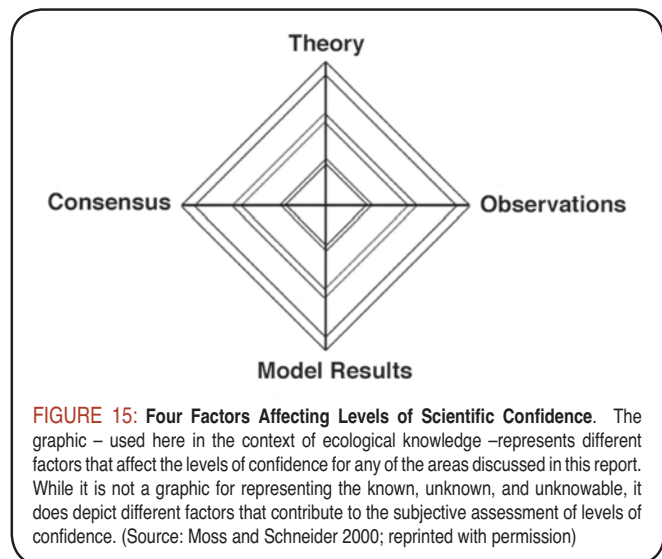 Theory
Consensus
Observations
Model Results
FIGURE 15: Four Factors Affecting Levels of Scientific Confidence. The
graphic – used here in the context of ecological knowledge –represents different
factors that affect the levels of confidence for any of the areas discussed in this report.
While it is not a graphic for representing the known, unknown, and unknowable, it
does depict different factors that contribute to the subjective assessment of levels of
confidence. (Source: Moss and Schneider 2000; reprinted with permission)